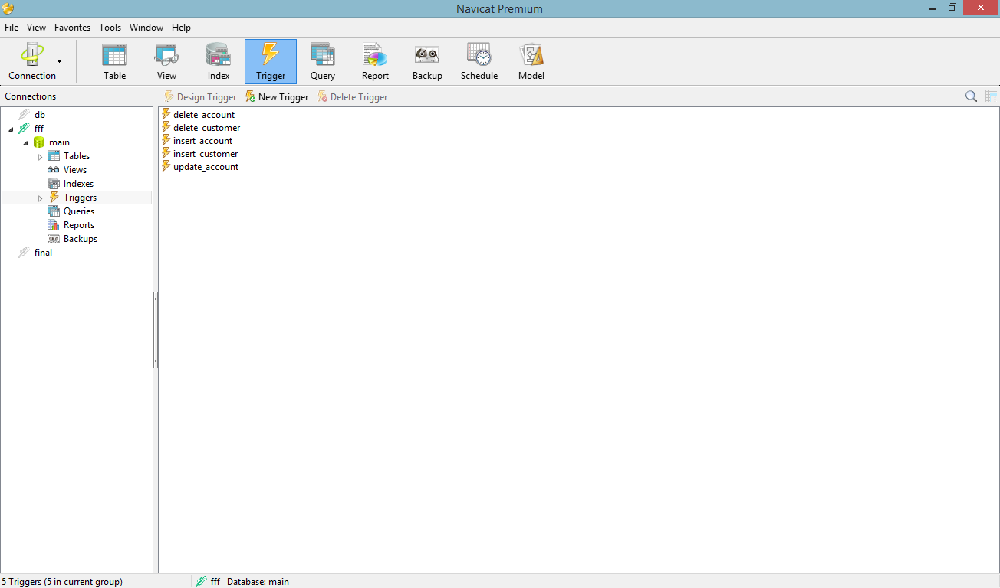 Navicat Premium
File View Favorites Tools Window Help
Connection Table View Index Trigger Query Report Backup Schedule Model
Connections
Design Trigger New Trigger Delete Trigger
db
fff
main
Tables
Views
Indexes
Triggers
Queries
Reports
Backups
final
delete_account
delete_customer
insert_account
insert_customer
update_account
5 Triggers (5 in current group) fff Database: main